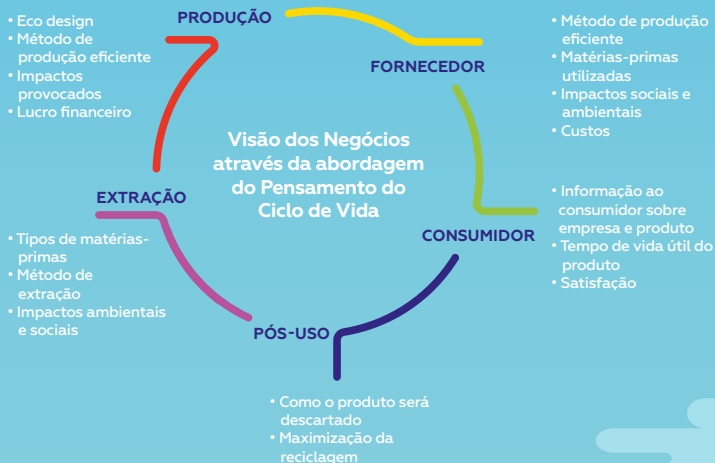 PRODUÇÃO
• Eco design
• Método de
produção eficiente
• Impactos
provocados
• Lucro financeiro
FORNECEDOR
• Método de produção
eficiente
• Matérias-primas
utilizadas
• Impactos sociais e
ambientais
• Custos
Visão dos Negócios
através da abordagem
do Pensamento do
Ciclo de Vida
EXTRAÇÃO
• Tipos de matérias-
primas
• Método de
extração
• Impactos ambientais
e sociais
CONSUMIDOR
• Informação ao
consumidor sobre
empresa e produto
• Tempo de vida útil do
produto
• Satisfação
PÓS-USO
• Como o produto será
descartado
• Maximização da
reciclagem